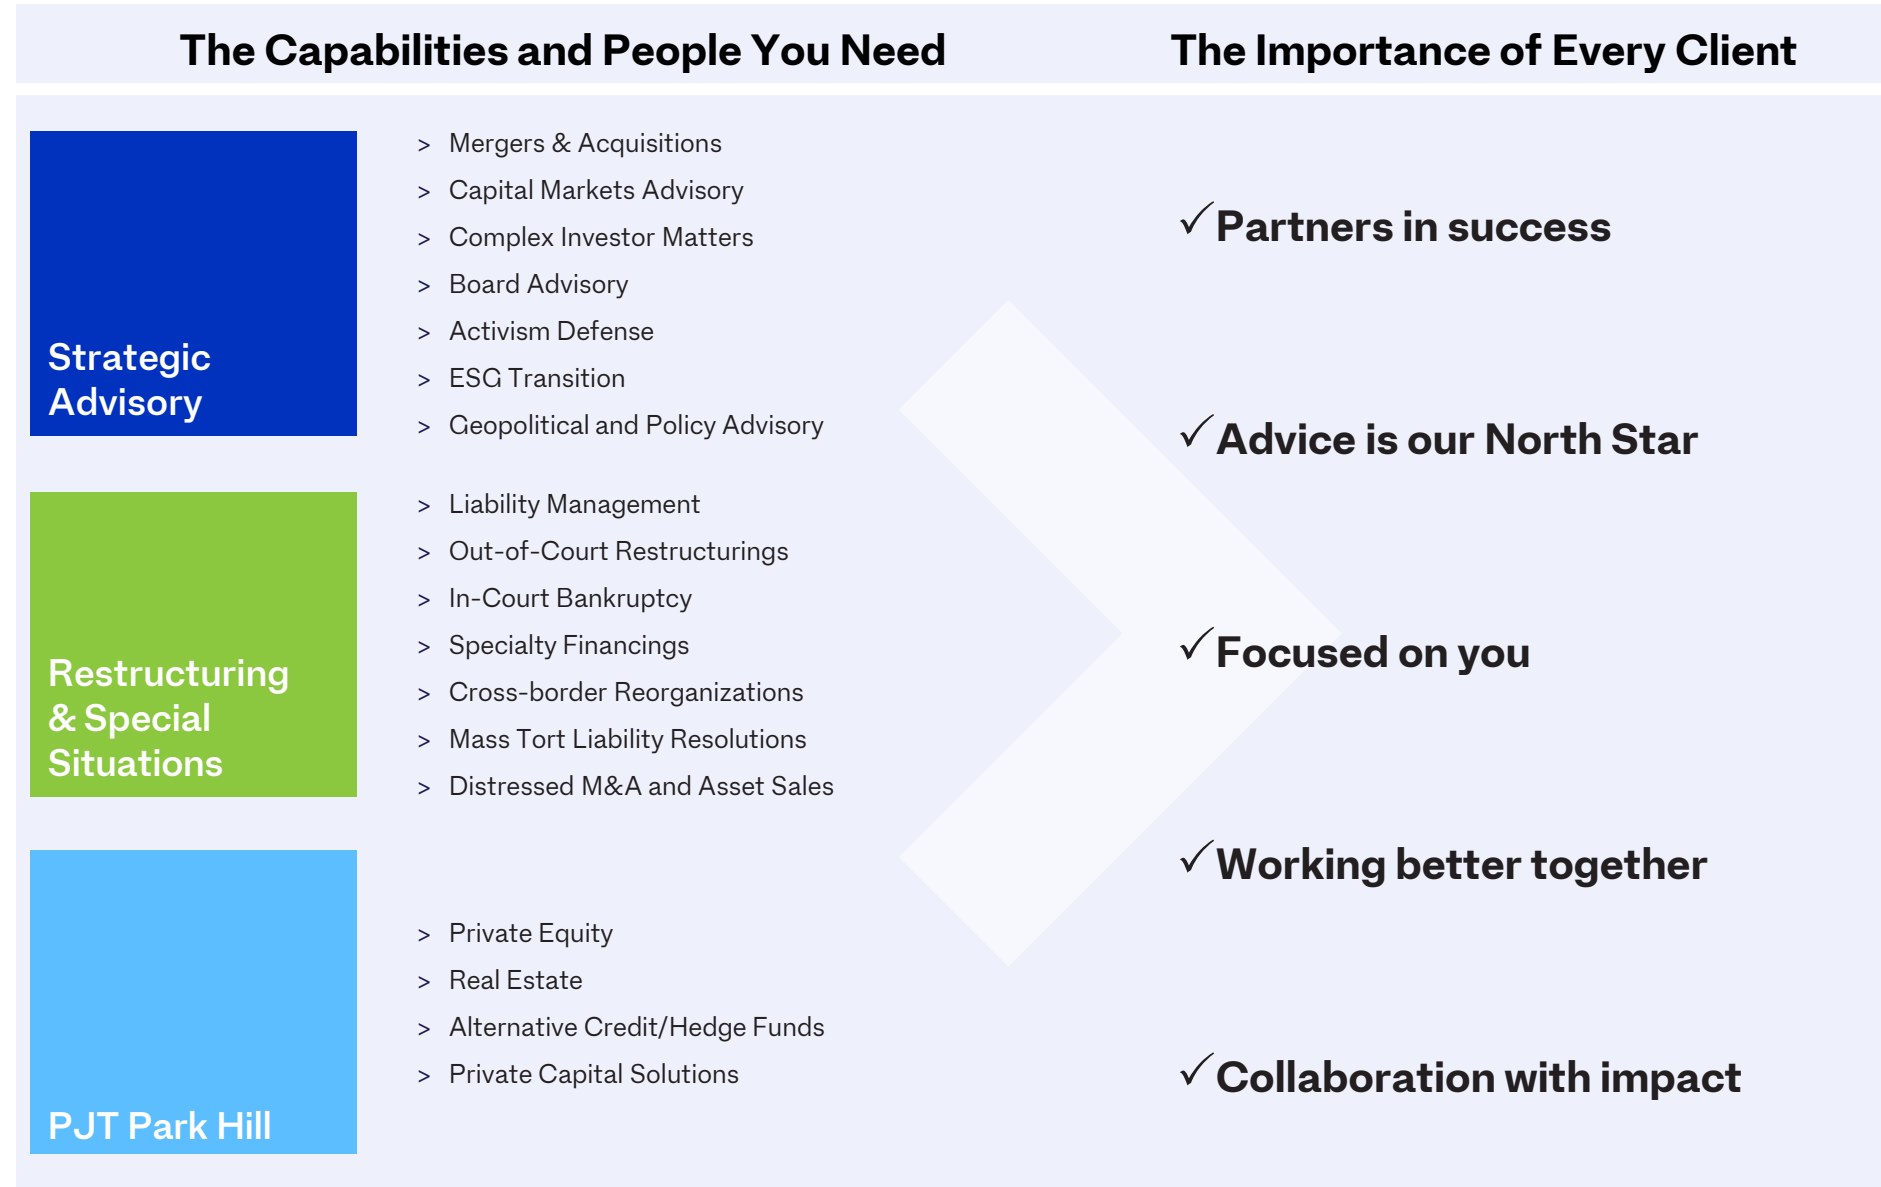 The Capabilities and People You Need
The Importance of Every Client
Strategic
Advisory
> Mergers & Acquisitions
> Capital Markets Advisory
> Complex Investor Matters
> Board Advisory
> Activism Defense
> ESG Transition
> Geopolitical and Policy Advisory
Restructuring
& Special
Situations
> Liability Management
> Out-of-Court Restructurings
> In-Court Bankruptcy
> Specialty Financings
> Cross-border Reorganizations
> Mass Tort Liability Resolutions
> Distressed M&A and Asset Sales
PJT Park Hill
> Private Equity
> Real Estate
> Alternative Credit/Hedge Funds
> Private Capital Solutions
✓Partners in success
✓Advice is our North Star
✓Focused on you
✓Working better together
✓Collaboration with impact